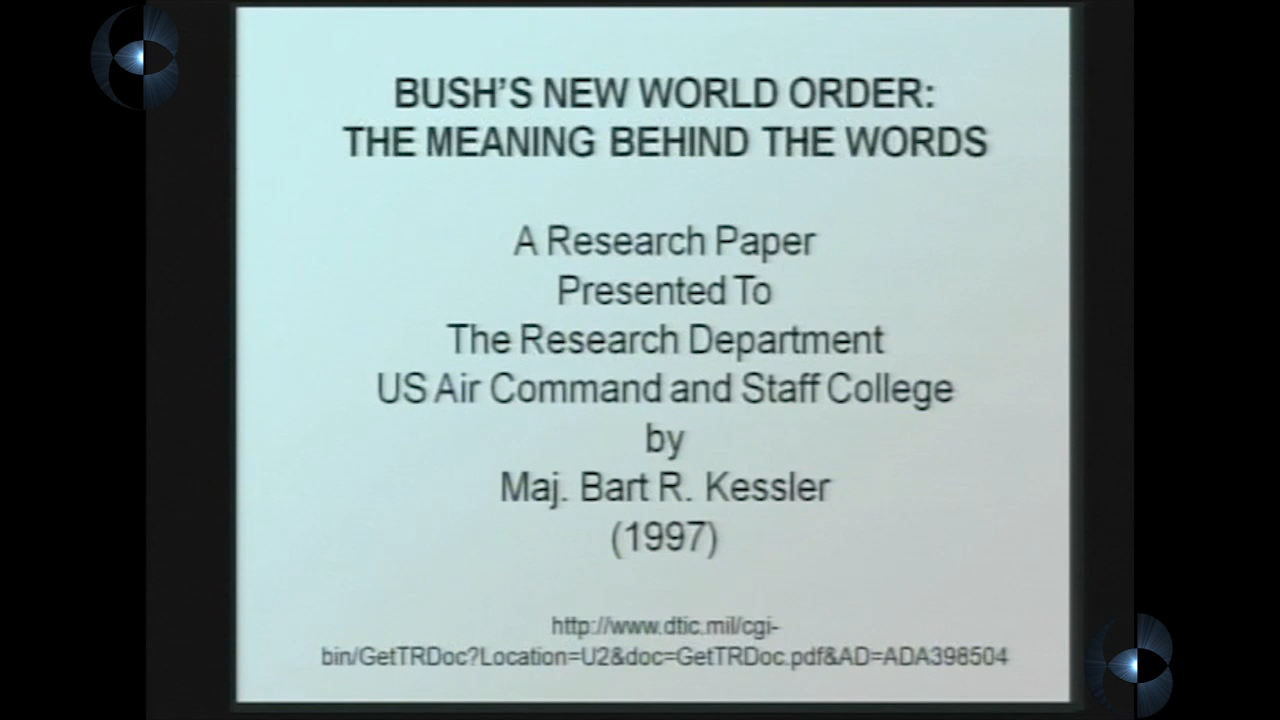 BUSH'S NEW WORLD ORDER:
THE MEANING BEHIND THE WORDS
A Research Paper
Presented To
The Research Department
US Air Command and Staff College
by
Maj. Bart R. Kessler
(1997)
http://www.dtic.mil/cgi-
bin/GetTRDoc?Location=U2&doc=GetTRDoc.pdf&AD=ADA398504